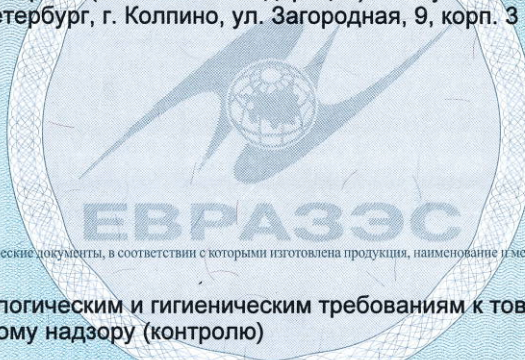 етербург, г. Колпино, ул. Загородная, 9, корп. 3
ЕВРАЗЭС
еские документы, в соответствии с которыми изготовлена продукция, наименование и ме
логическим и гигиеническим требованиям к тов
ому надзору (контролю)